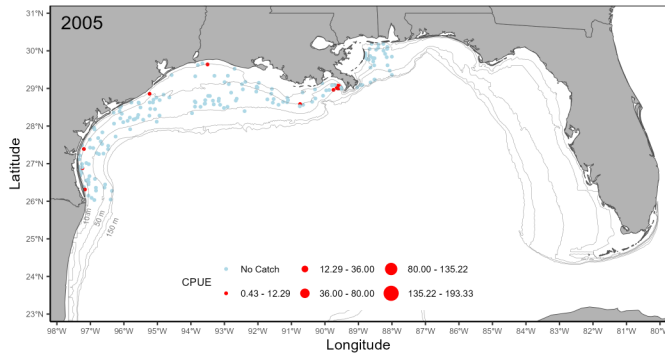 2005
31°N
30°N
29°N
28°N
27°N
26°N
25°N
24°N
23°N
Latitude
10 m
50 m
150 m
CPUE
No Catch
12.29 - 36.00
80.00 - 135.22
0.43 - 12.29
36.00 - 80.00
135.22 - 193.33
98°W 97°W 96°W 95°W 94°W 93°W 92°W 91°W 90°W 89°W 88°W 87°W 86°W 85°W 84°W 83°W 82°W 81°W 80°W
Longitude